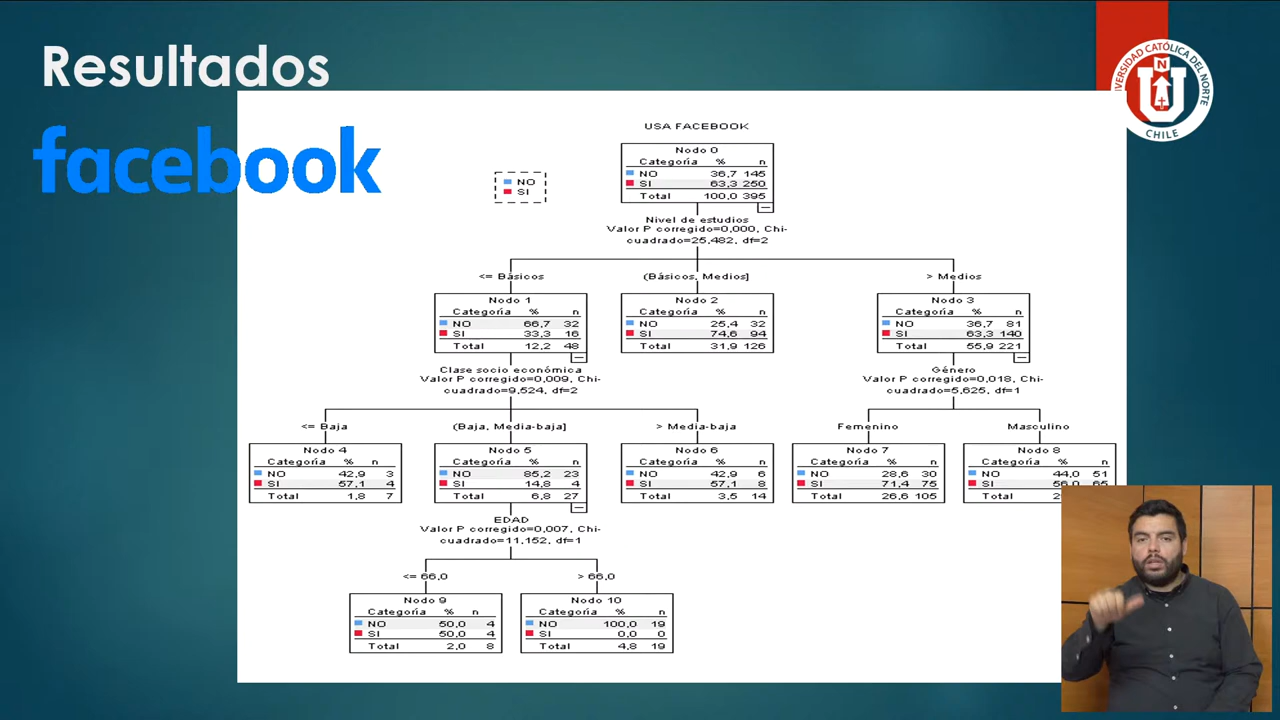 Resultados
facebook
UNIVERSIDAD CATÓLICA DEL NORTE
N
CHILE
USA FACEBOOK
NO
SI
Nodo 0
Categoría % n
NO 36,7 145
SI 63,3 250
Total 100,0 395
Nivel de estudios
Valor P corregido=0,000, Chi-
cuadrado=25,482, df=2
<= Básicos
(Básicos, Medios]
> Medios
Nodo 1
Categoría % n
NO 66,7 32
SI 33,3 16
Total 12,2 48
Nodo 2
Categoría % n
NO 25,4 32
SI 74,6 94
Total 31,9 126
Nodo 3
Categoría % n
NO 36,7 81
SI 63,3 140
Total 55,9 221
Clase socio económica
Valor P corregido=0,009, Chi-
cuadrado=9,524, df=2
Género
Valor P corregido=0,018, Chi-
cuadrado=5,625, df=1
<= Baja
(Baja, Media-baja]
> Media-baja
Femenino
Masculino
Nodo 4
Categoría % n
NO 42,9 3
SI 57,1 4
Total 1,8 7
Nodo 5
Categoría % n
NO 85,2 23
SI 14,8 4
Total 6,8 27
Nodo 6
Categoría % n
NO 42,9 6
SI 57,1 8
Total 3,5 14
Nodo 7
Categoría % n
NO 28,6 30
SI 71,4 75
Total 26,6 105
Nodo 8
Categoría % n
NO 44,0 51
SI 56,0 65
Total
EDAD
Valor P corregido=0,007, Chi-
cuadrado=11,152, df=1
<= 66,0
> 66,0
Nodo 9
Categoría % n
NO 50,0 4
SI 50,0 4
Total 2,0 8
Nodo 10
Categoría % n
NO 100,0 19
SI 0,0 0
Total 4,8 19